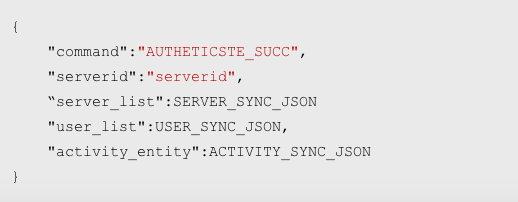 {
"command":"AUTHETICSTE_SUCC",
"serverid":"serverid",
“server_list":SERVER_SYNC_JSON
"user_list":USER_SYNC_JSON,
"activity_entity":ACTIVITY_SYNC_JSON
}